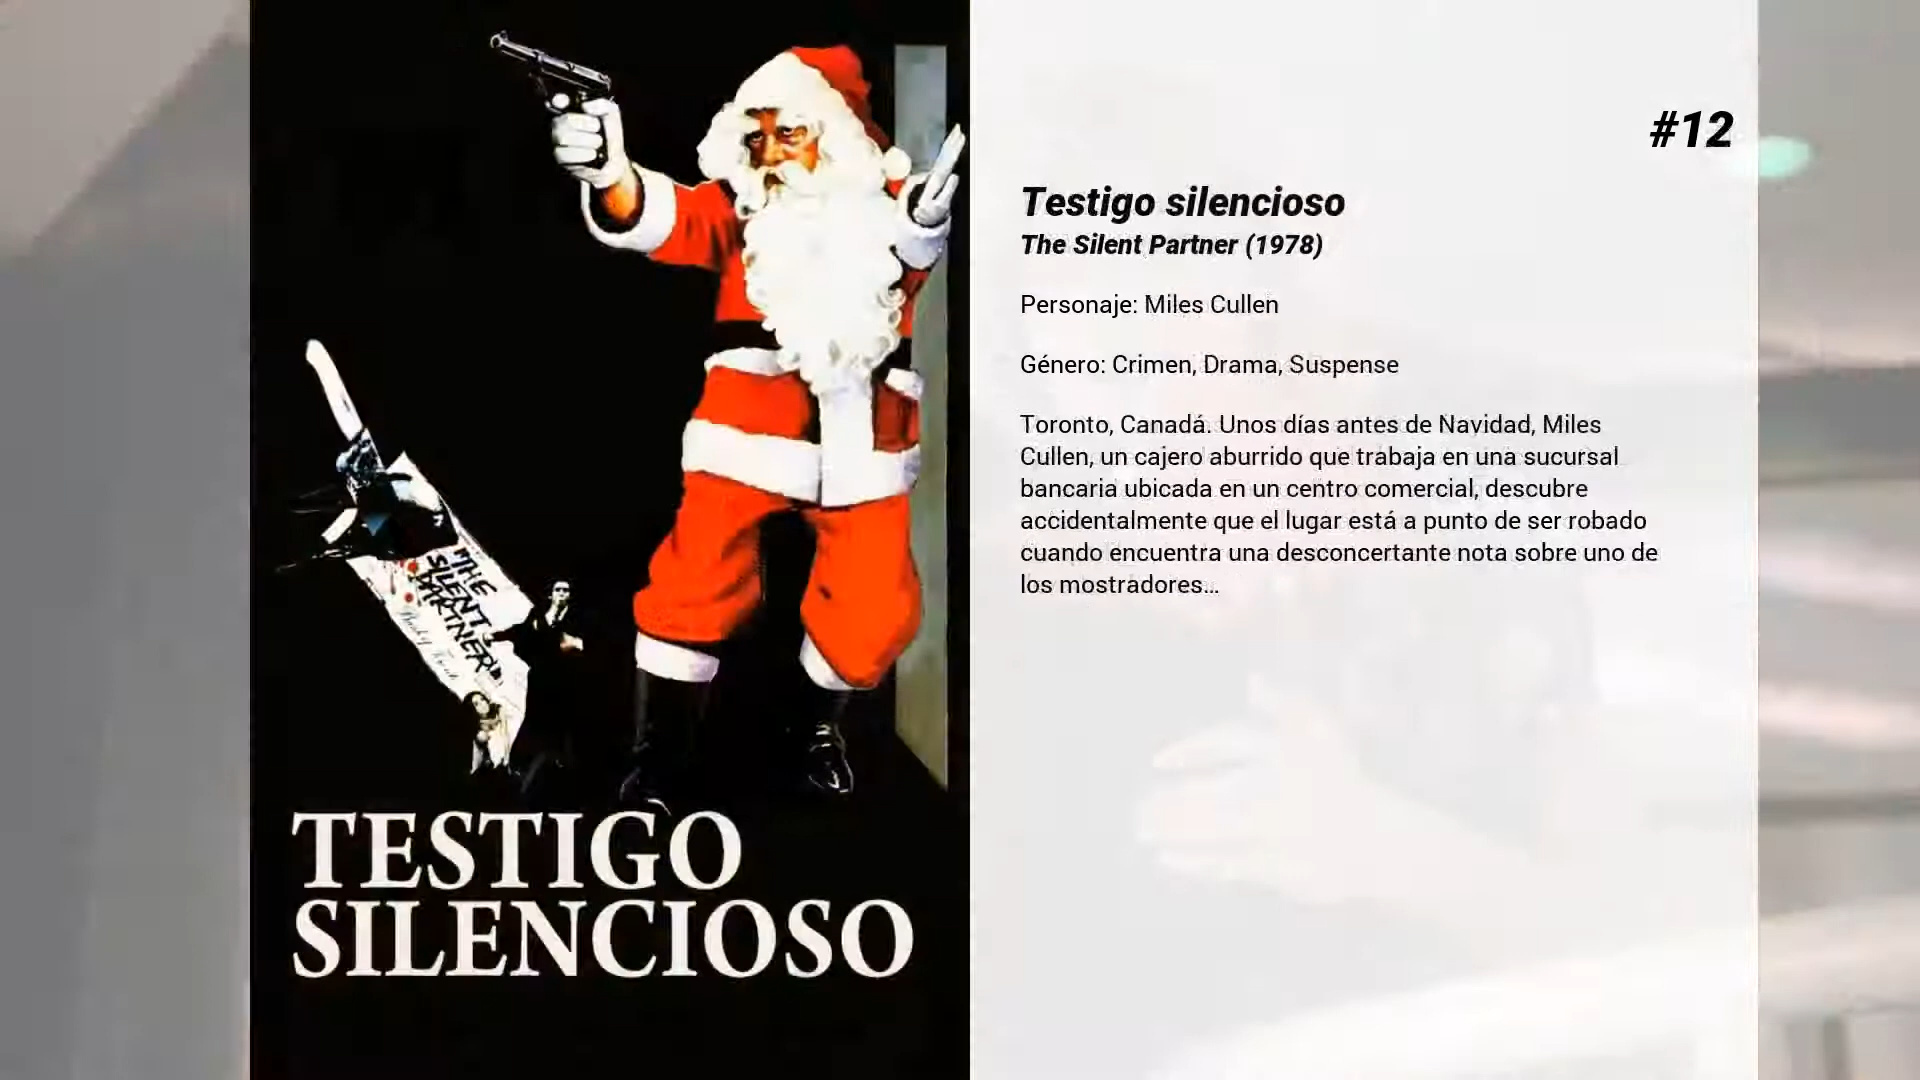 #12
Testigo silencioso
The Silent Partner (1978)
Personaje: Miles Cullen
Género: Crimen, Drama, Suspense
Toronto, Canadá. Unos días antes de Navidad, Miles
Cullen, un cajero aburrido que trabaja en una sucursal
bancaria ubicada en un centro comercial, descubre
accidentalmente que el lugar está a punto de ser robado
cuando encuentra una desconcertante nota sobre uno de
los mostradores...
"THE
SILENT
PARTNER"
TESTIGO
SILENCIOSO